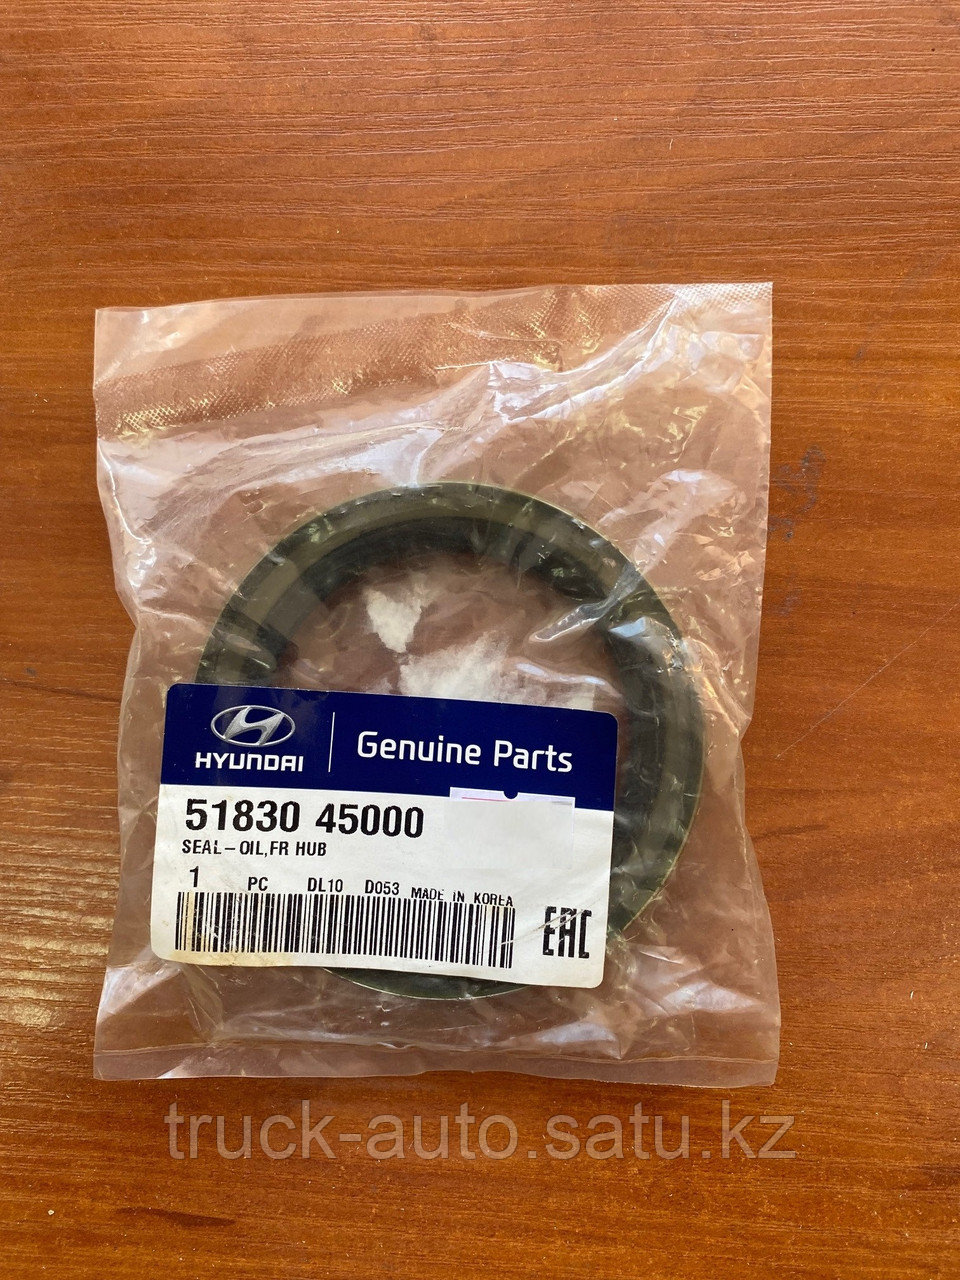 HYUNDAI
Genuine Parts
51830 45000
SEAL-OIL,FR HUB
1 PC DL10 D053 MADE IN KOREA
EAC
truck-auto.satu.kz